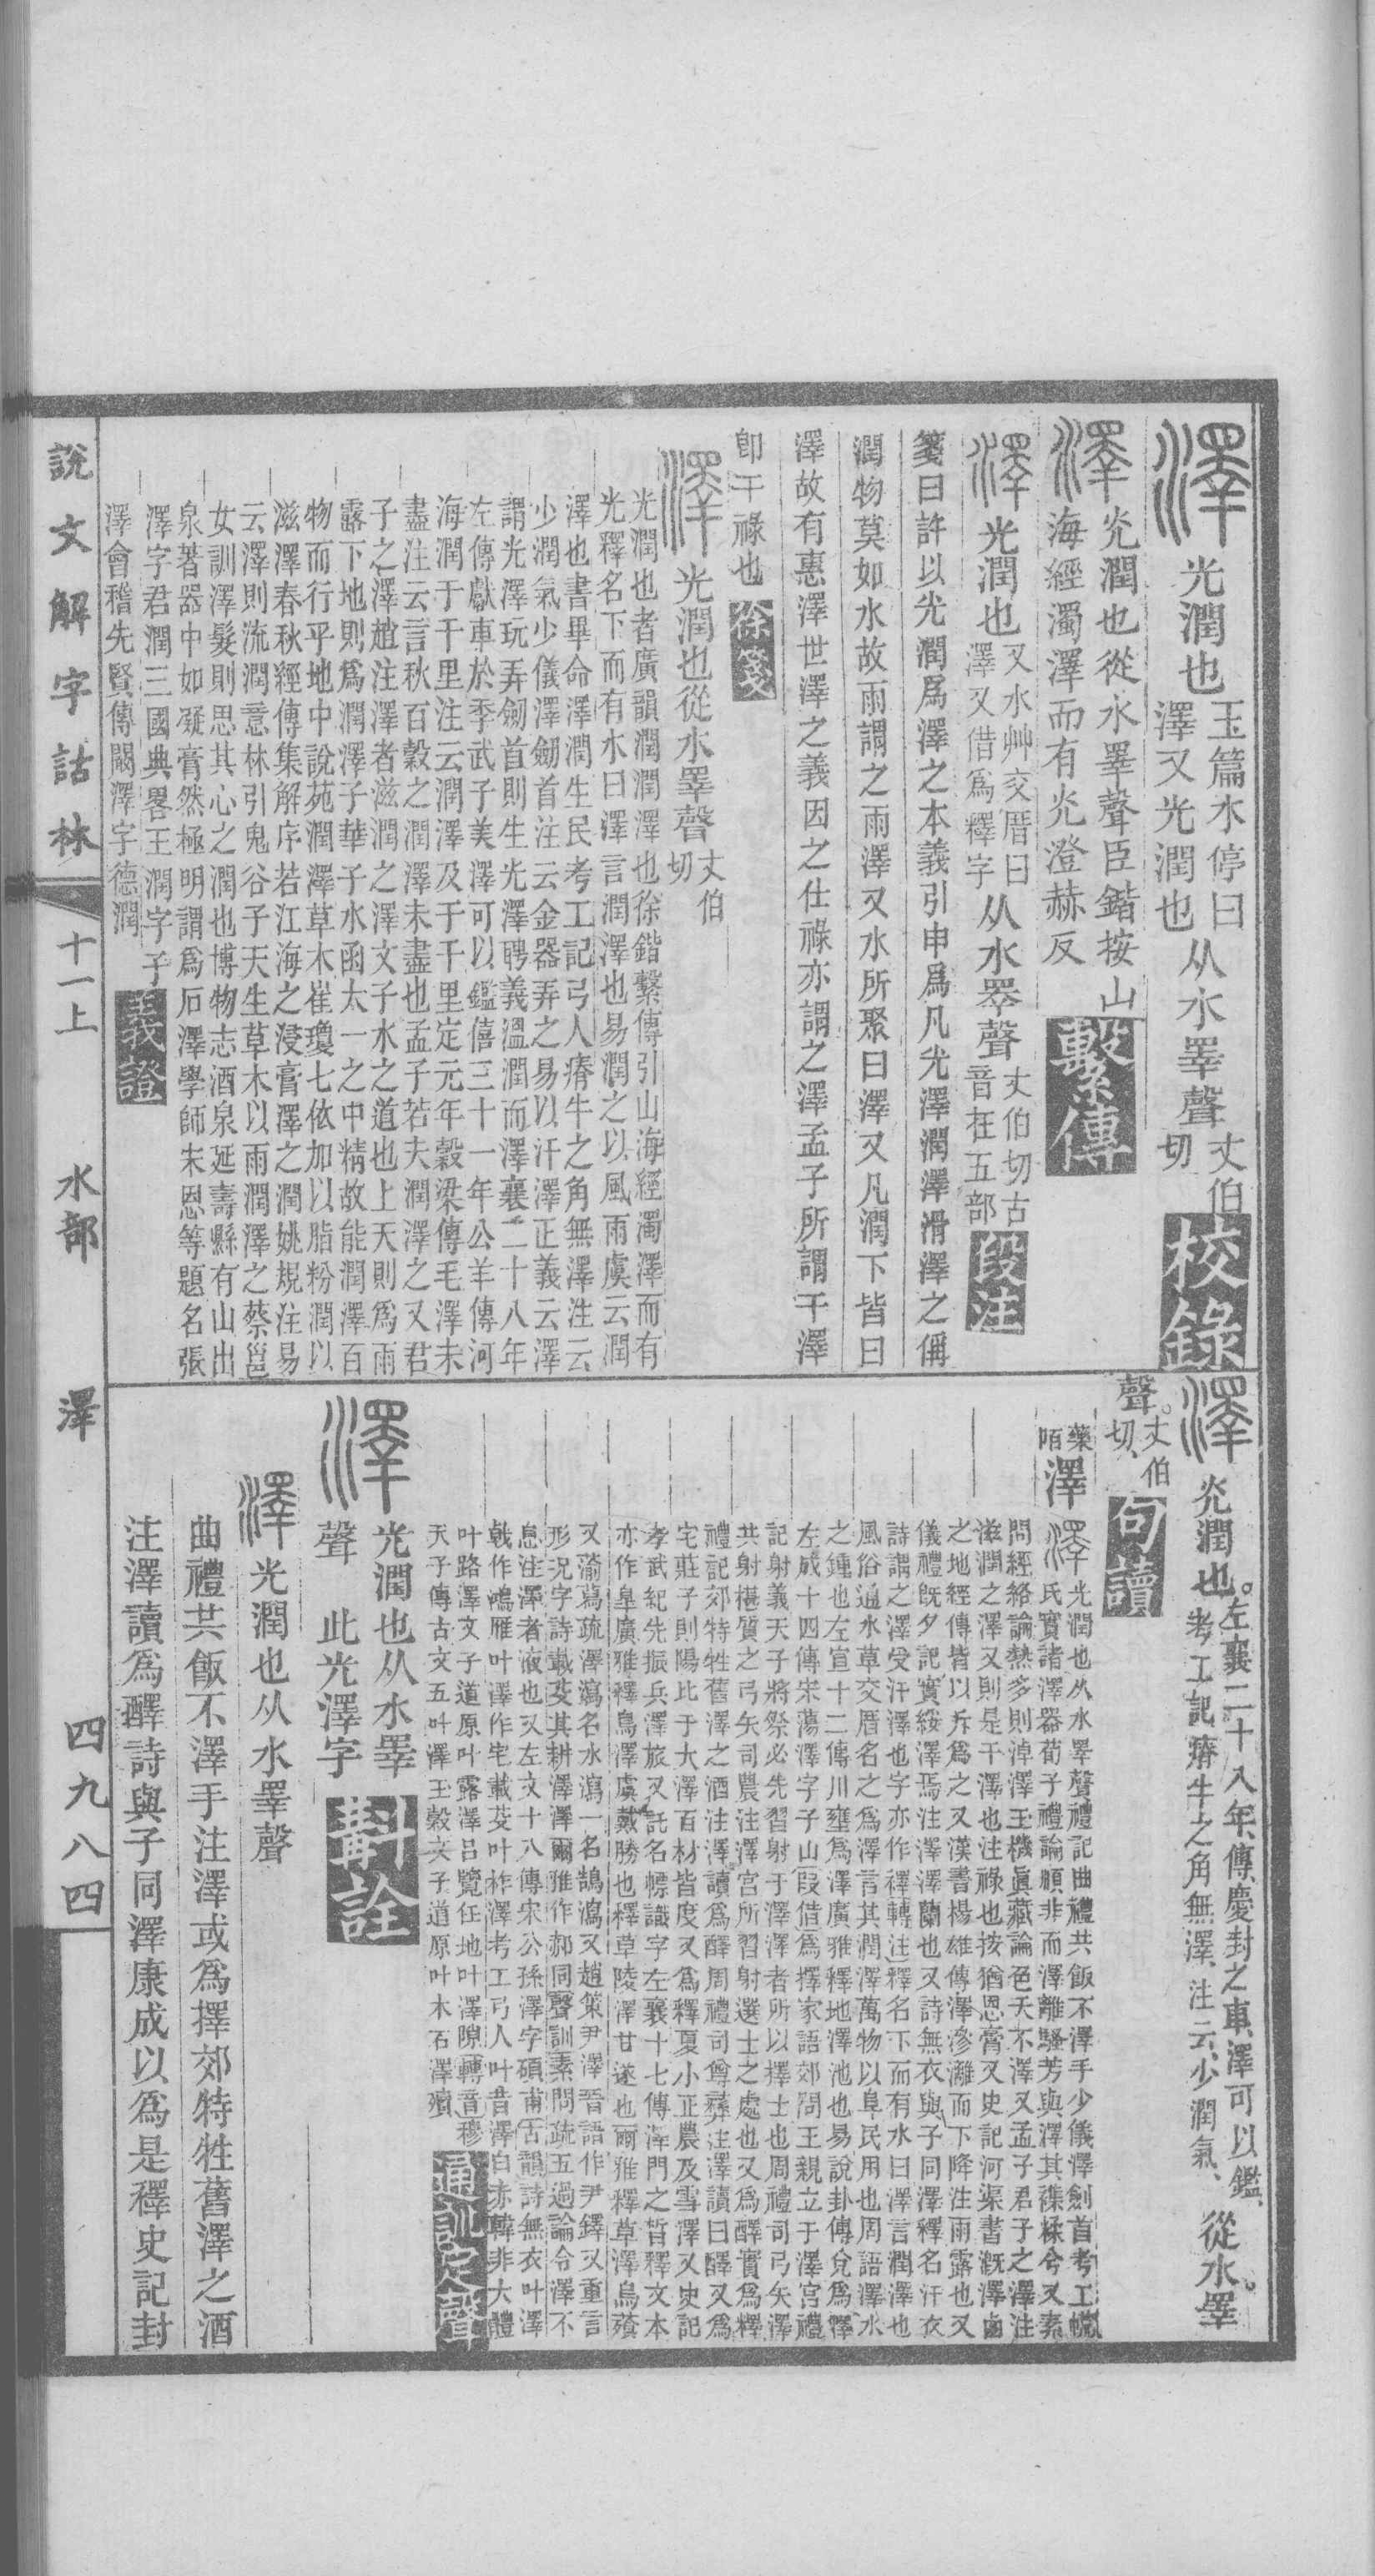 澤光潤也玉篇水停曰澤又光潤也从水睪聲丈伯切校錄
澤光潤也從水睪聲臣鍇按山海經濁澤而有光澄赫反繫傳
澤光潤也又水艸交厝曰澤又借爲釋字从水睪聲丈伯切古音在五部段注
箋曰許以光潤爲澤之本義引申爲凡光澤潤澤滑澤之偁
潤物莫如水故雨謂之雨澤又水所聚曰澤又凡潤下皆曰
澤故有惠澤世澤之義因之仕祿亦謂之澤孟子所謂干澤
卽干祿也徐箋
澤光潤也從水睪聲丈伯切
光潤也者廣韻潤潤澤也徐鍇繫傳引山海經濁澤而有
光釋名下而有水曰澤言潤澤也易潤之以風雨虞云潤
澤也書畢命澤潤生民考工記弓人瘠牛之角無澤注云
少潤氣少儀澤劒首注云金器弄之易以汗澤正義云澤
謂光澤玩弄劒首則生光澤聘義溫潤而澤襄二十八年
左傳獻車於季武子美澤可以鑑僖三十一年公羊傳河
海潤于千里注云潤澤及于千里定元年穀梁傳毛澤未
盡注云言秋百穀之潤澤未盡也孟子若夫潤澤之又君
子之澤趙注澤者滋潤之澤文子水之道也上天則爲雨
露下地則爲潤澤子華子水函太一之中精故能潤澤百
物而行乎地中說苑潤澤草木崔瓊七依加以脂粉潤以
滋澤春秋經傳集解序若江海之浸膏澤之潤姚規注易
云澤則流潤意林引鬼谷子天生草木以雨潤澤之蔡邕
女訓澤髮則思其心之潤也博物志酒泉延壽縣有山出
泉著器中如凝膏然極明謂爲石澤學師宋恩等題名張
澤字君潤三國典畧王潤字子
澤會稽先賢傳闞澤字德潤義證
澤光潤也左襄二十八年傳慶封之車澤可以鑑考工記瘠牛之角無澤注云少潤氣從水睪
聲丈伯切句讀
藥陌澤澤光潤也从水睪聲禮記曲禮共飯不澤手少儀澤劍首考工㡛
氏實諸澤器荀子禮論願非而澤離騷芳與澤其襍糅兮又素
問經絡論熱多則淖澤玉機眞藏論色夭不澤又孟子君子之澤注
滋潤之澤又則是干澤也注祿也按猶恩膏又史記河渠書溉澤鹵
之地經傳皆以斥爲之又漢書楊雄傳澤滲灕而下降注雨露也又
儀禮旣夕記實綏澤焉注澤澤蘭也又詩無衣與子同澤釋名汗衣
詩謂之澤受汗澤也字亦作襗轉注釋名下而有水曰澤言潤澤也
風俗通水草交厝名之爲澤言其潤澤萬物以阜民用也周語澤水
之鍾也左宣十二傳川壅爲澤廣雅釋地澤池也易說卦傳兌爲澤
左成十四傳宋蕩澤字子山叚借爲擇家語郊問王親立于澤宮禮
記射義天子將祭必先習射于澤澤者所以擇士也周禮司弓矢澤
共射椹質之弓矢司農注澤宮所習射選士之處也又爲醳實爲釋
禮記郊特牲舊澤之酒注澤讀爲醳周禮司尊彝注澤讀曰醳又爲
宅莊子則陽比于大澤百材皆度又爲釋夏小正農及雪澤又史記
孝武紀先振兵澤旅又託名幖識字左襄十七傳澤門之皙釋文本
亦作皐廣雅釋鳥澤虞戴勝也釋草陵澤甘遂也爾雅釋草澤烏薞
又蕍蕮疏澤瀉名水瀉一名鵠瀉又趙策尹澤晉語作尹鐸又重言
形況字詩載芟其耕澤澤爾雅作郝同聲訓素問疏五過論令澤不
息注澤者液也又左文十八傳宋公孫澤字碩甫古韻詩無衣叶澤
戟作鴻雁叶澤作宅載芟叶柞澤考工弓人叶昔澤白赤韓非大體
叶路澤文子道原叶露澤呂覽任地叶澤隙轉音穆
天子傳古文五叶澤玉穀文子道原叶木石澤㱩通訓定聲
澤光潤也从水睪聲此光澤字斠詮
澤光潤也从水睪聲
曲禮共飯不澤手注澤或爲擇郊特牲舊澤之酒
注澤讀爲醳詩與子同澤康成以爲是襗史記封
說文解字詁林 十一上 水部 澤 四九八四